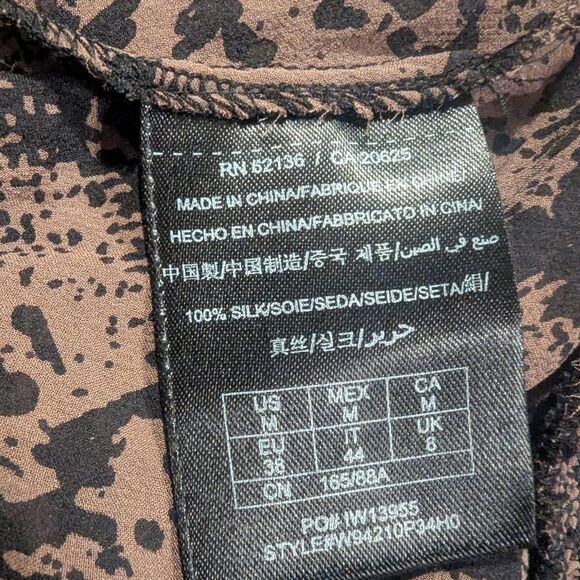 RN 52136 / CA 20625
MADE IN CHINA/FABRIQUE EN CHINE/
HECHO EN CHINA/FABBRICATO IN CINA/
صنع في الصين/
中国製/中国制造/중국 제품/
100% SILK/SOIE/SEDA/SEIDE/SETA/絹/
真丝/실크/حرير/
US MEX CA
M M M
EU IT UK
38 44 8
CN 165/88A
PO# IW13955
STYLE#W94210P34H0